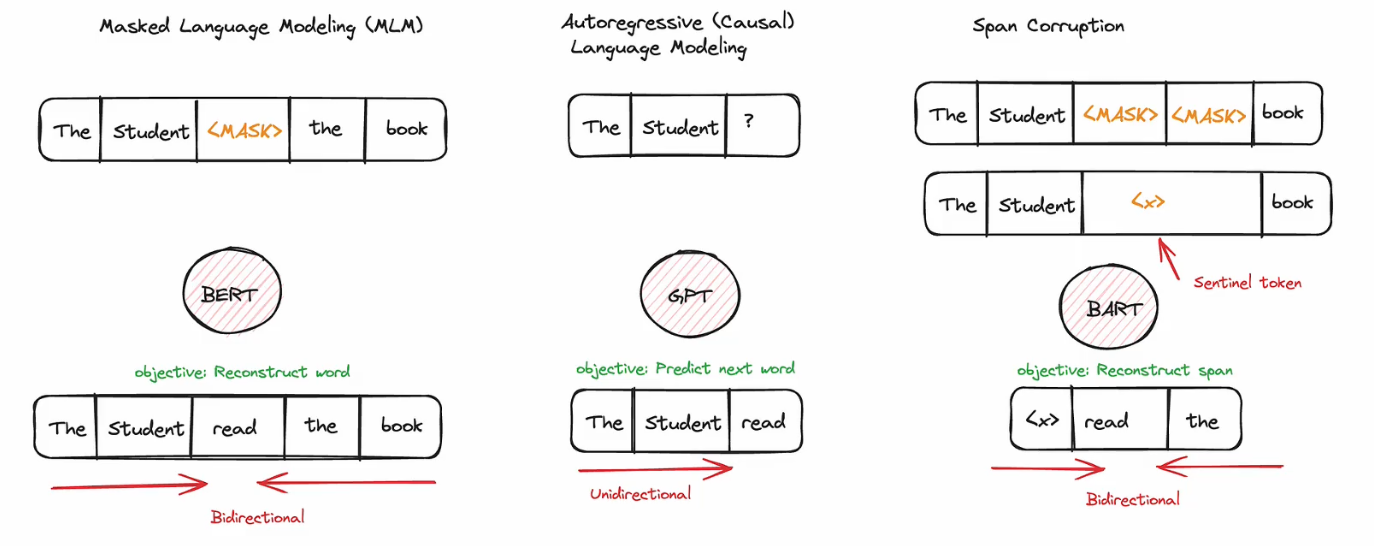 Masked Language Modeling (MLM)
The Student <MASK> the book
BERT
objective: Reconstruct word
The Student read the book
Bidirectional
Autoregressive (Causal)
Language Modeling
The Student ?
GPT
objective: Predict next word
The Student read
Unidirectional
Span Corruption
The Student <MASK> <MASK> book
The Student <x> book
Sentinel token
BART
objective: Reconstruct span
<x> read the
Bidirectional